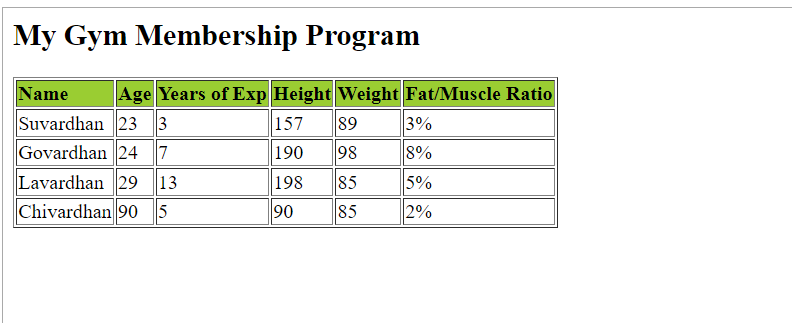 My Gym Membership Program
Name Age Years of Exp Height Weight Fat/Muscle Ratio
Suvardhan 23 3 157 89 3%
Govardhan 24 7 190 98 8%
Lavardhan 29 13 198 85 5%
Chivardhan 90 5 90 85 2%